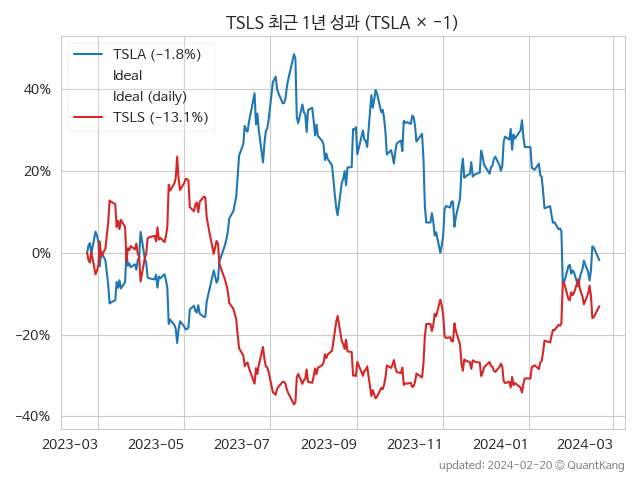 TSLS 최근 1년 성과 (TSLA × −1)
TSLA (−1.8%)
Ideal
Ideal (daily)
TSLS (−13.1%)
40%
20%
0%
−20%
−40%
2023−03 2023−05 2023−07 2023−09 2023−11 2024−01 2024−03
updated: 2024−02−20 © QuantKang